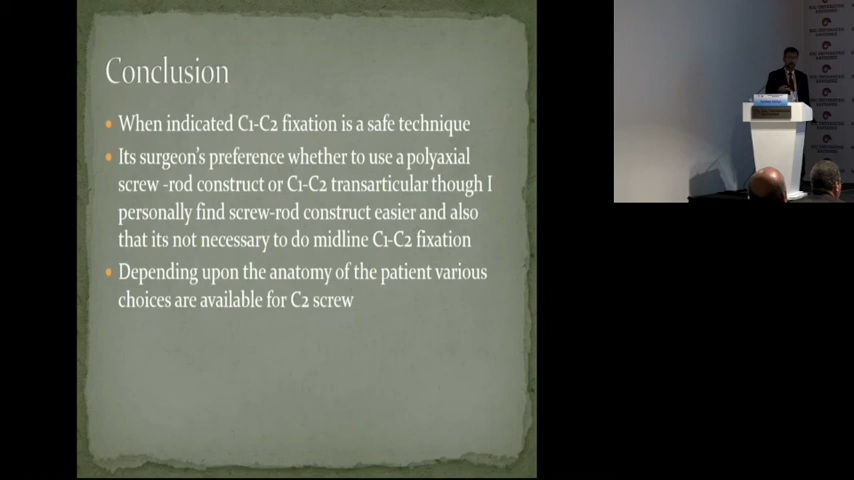 Conclusion
When indicated C1-C2 fixation is a safe technique
Its surgeon's preference whether to use a polyaxial
screw -rod construct or C1-C2 transarticular though I
personally find screw-rod construct easier and also
that its not necessary to do midline C1-C2 fixation
Depending upon the anatomy of the patient various
choices are available for C2 screw